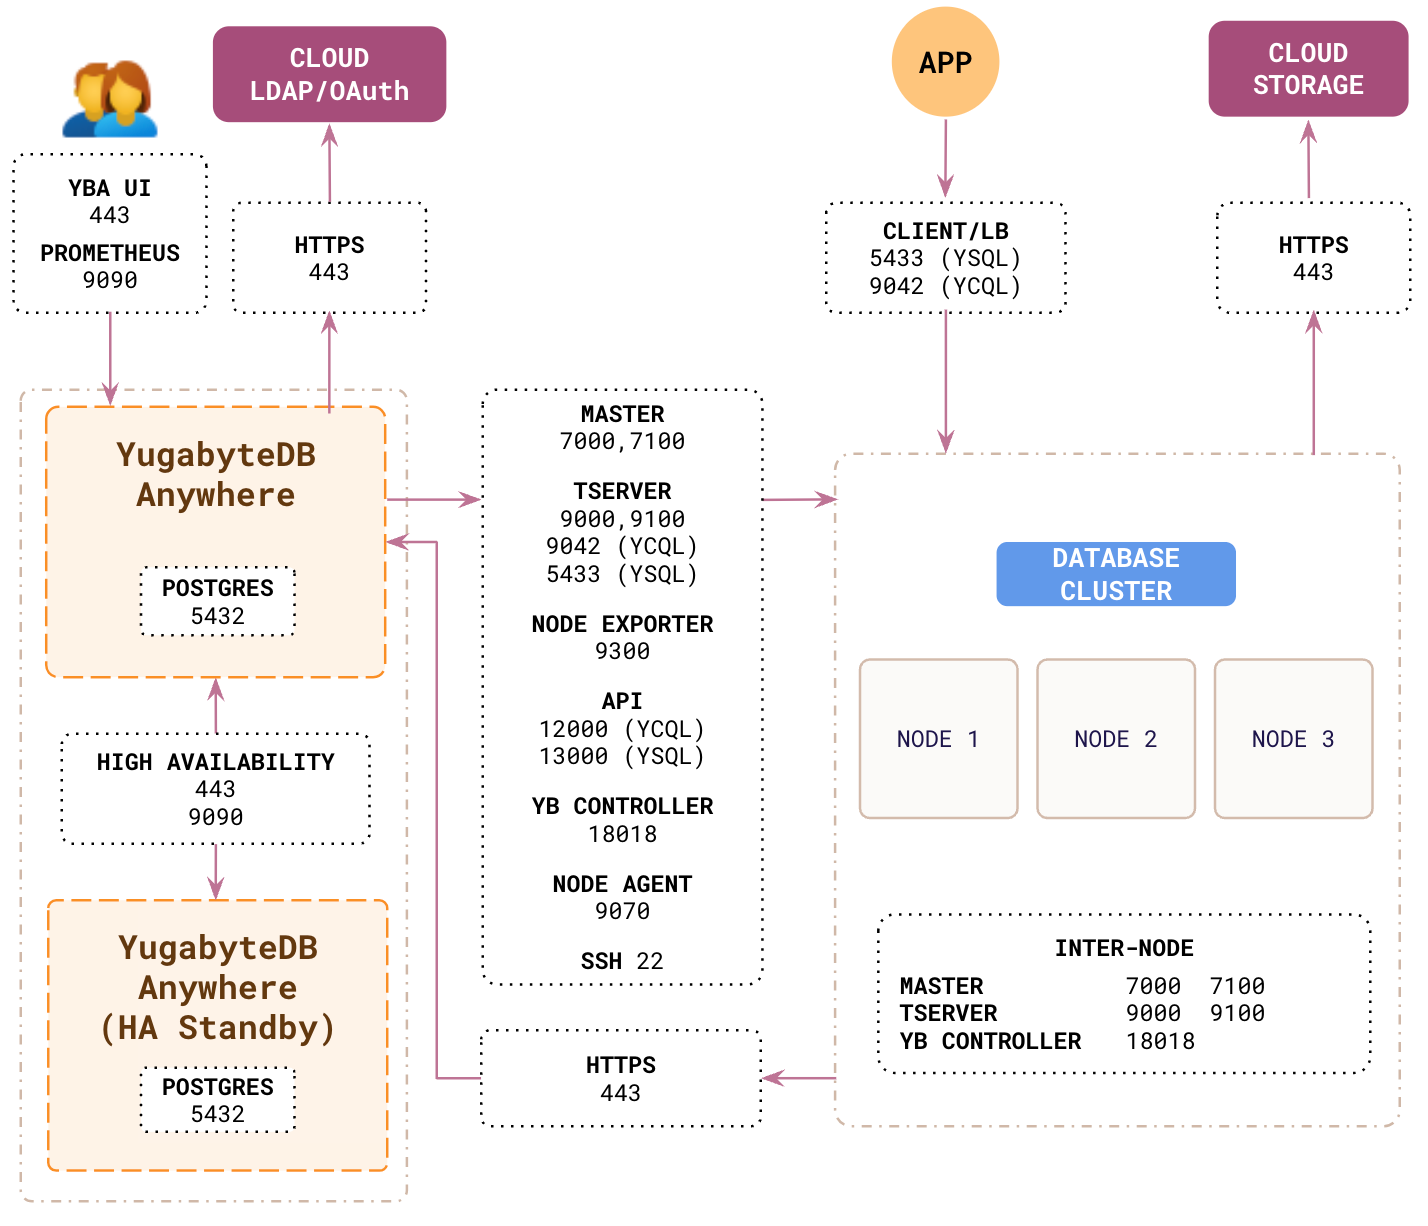 CLOUD
LDAP/OAuth
APP
CLOUD
STORAGE
YBA UI
443
PROMETHEUS
9090
HTTPS
443
CLIENT/LB
5433 (YSQL)
9042 (YCQL)
HTTPS
443
YugabyteDB
Anywhere
POSTGRES
5432
HIGH AVAILABILITY
443
9090
YugabyteDB
Anywhere
(HA Standby)
POSTGRES
5432
MASTER
7000,7100
TSERVER
9000,9100
9042 (YCQL)
5433 (YSQL)
NODE EXPORTER
9300
API
12000 (YCQL)
13000 (YSQL)
YB CONTROLLER
18018
NODE AGENT
9070
SSH 22
HTTPS
443
DATABASE
CLUSTER
NODE 1
NODE 2
NODE 3
INTER-NODE
MASTER 7000 7100
TSERVER 9000 9100
YB CONTROLLER 18018